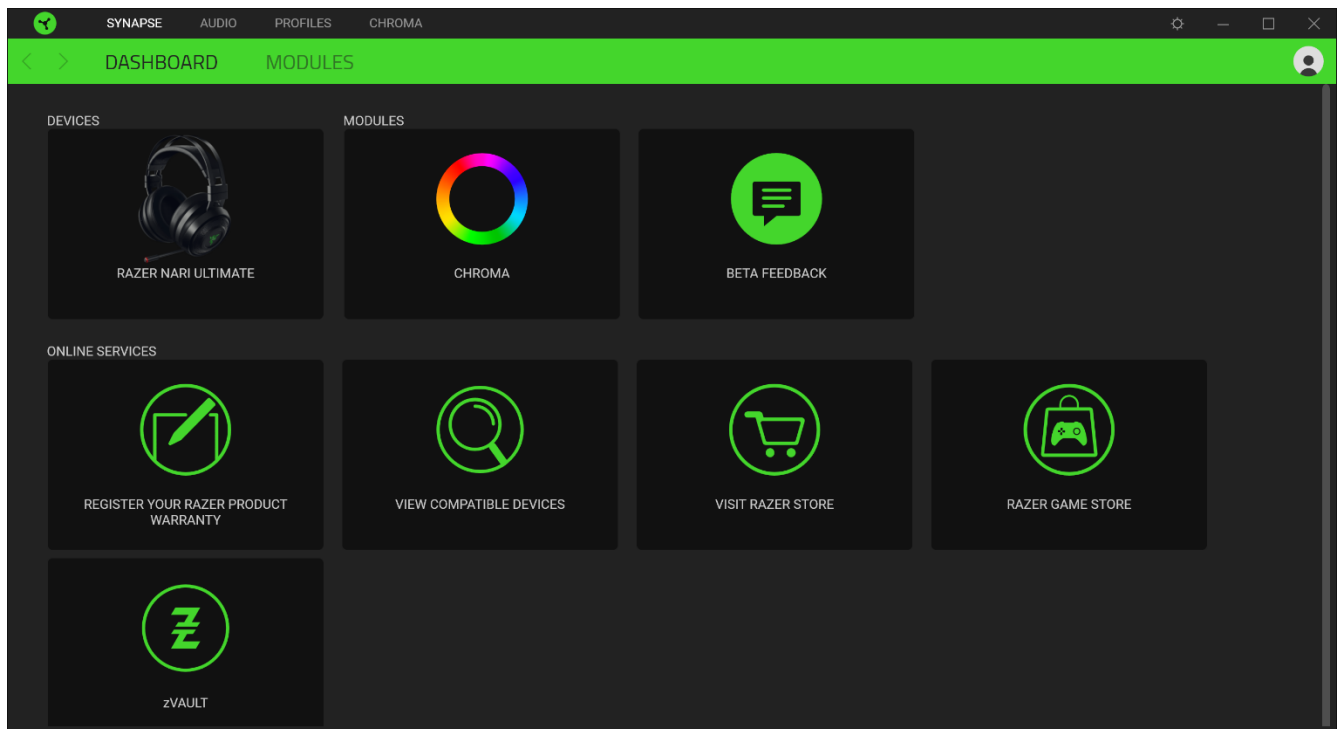 SYNAPSE AUDIO PROFILES CHROMA
DASHBOARD MODULES
DEVICES MODULES
RAZER NARI ULTIMATE CHROMA BETA FEEDBACK
ONLINE SERVICES
REGISTER YOUR RAZER PRODUCT
WARRANTY
VIEW COMPATIBLE DEVICES VISIT RAZER STORE RAZER GAME STORE
zVAULT